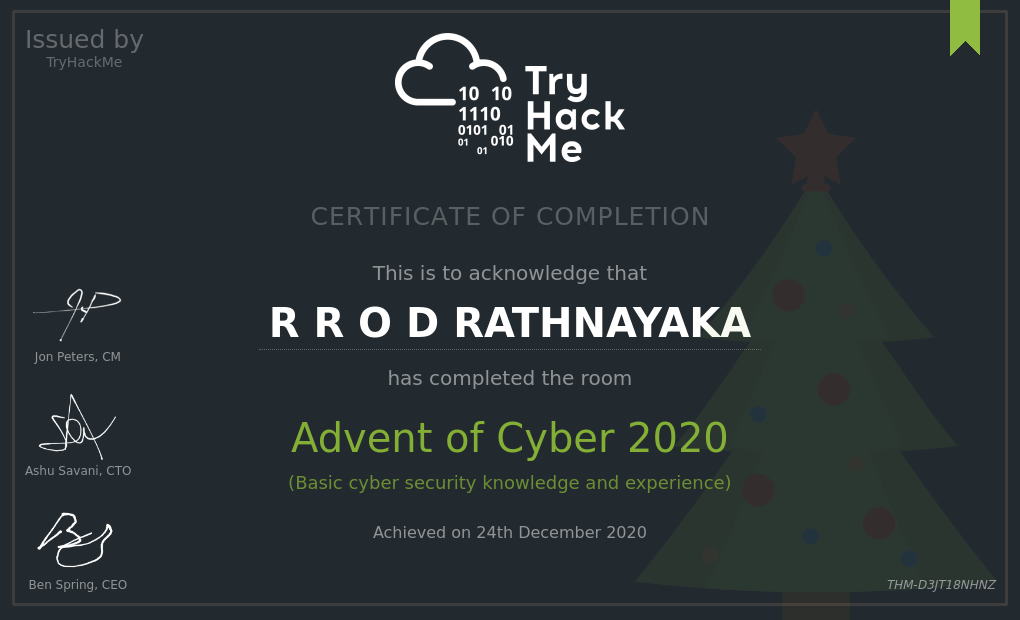 Issued by
TryHackMe
10 10
1110
0101 01
01 010
01
Try
Hack
Me
CERTIFICATE OF COMPLETION
This is to acknowledge that
R R O D RATHNAYAKA
has completed the room
Advent of Cyber 2020
(Basic cyber security knowledge and experience)
Achieved on 24th December 2020
Jon Peters, CM
Ashu Savani, CTO
Ben Spring, CEO
THM-D3JT18NHNZ